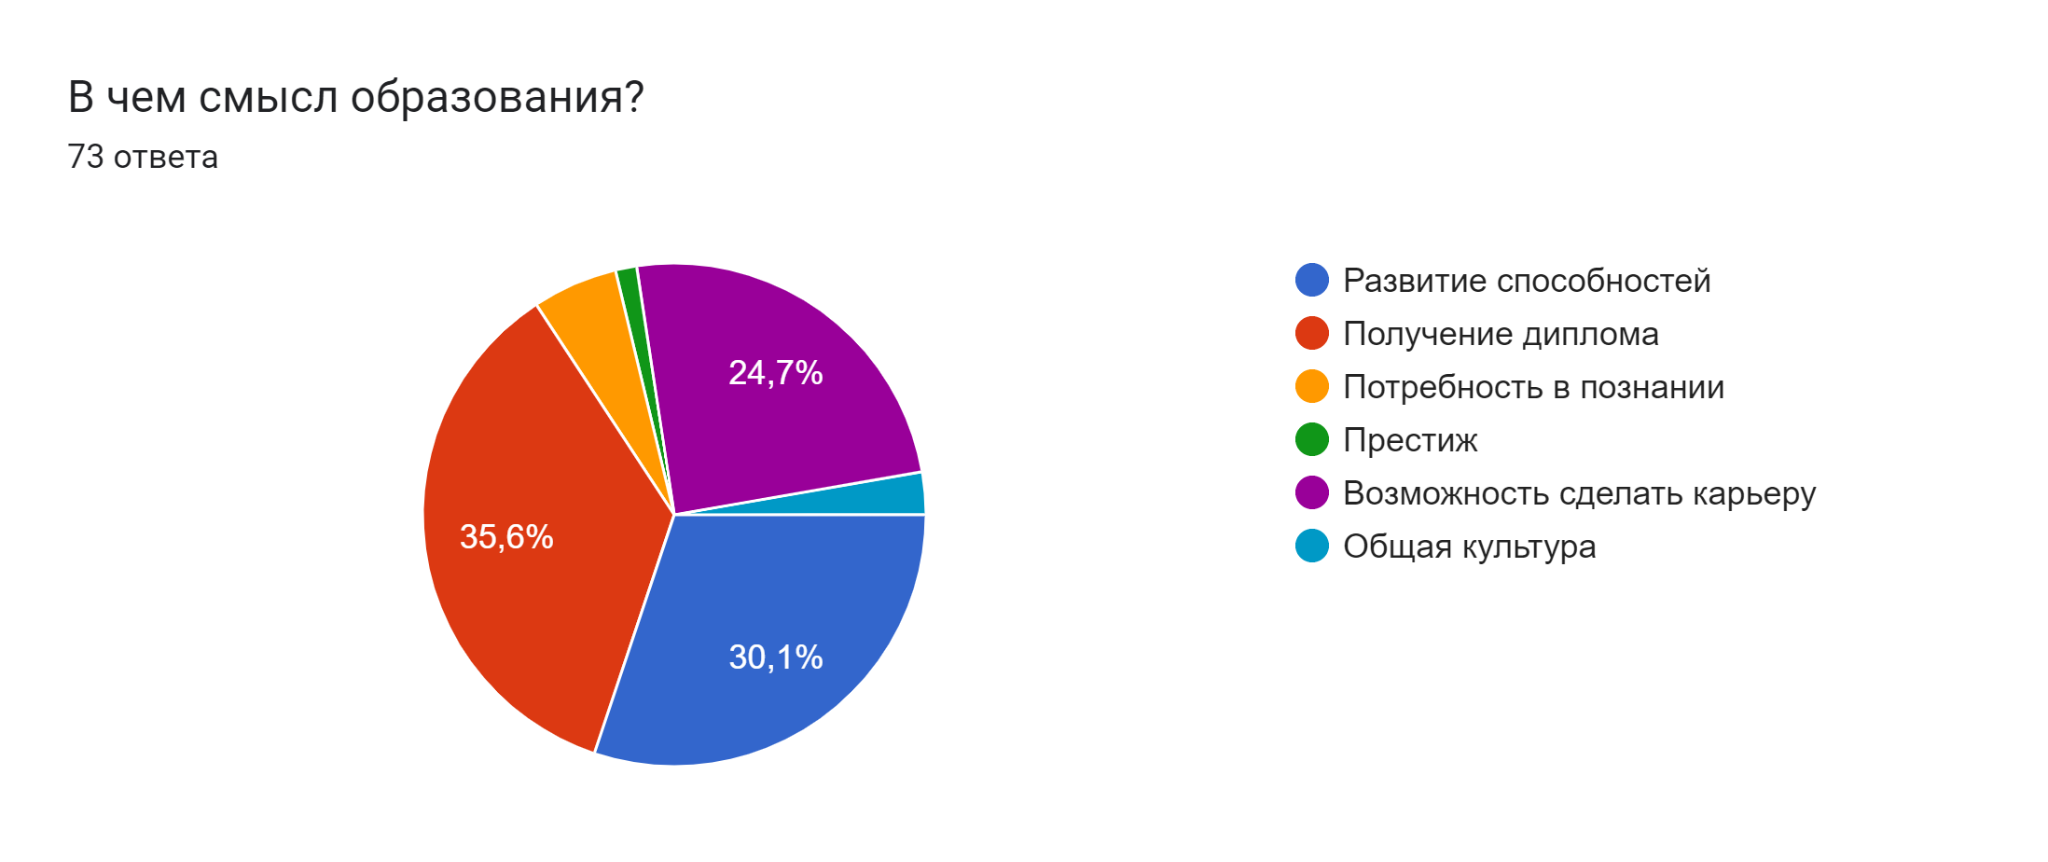 В чем смысл образования?
73 ответа
24,7%
35,6%
30,1%
Развитие способностей
Получение диплома
Потребность в познании
Престиж
Возможность сделать карьеру
Общая культура